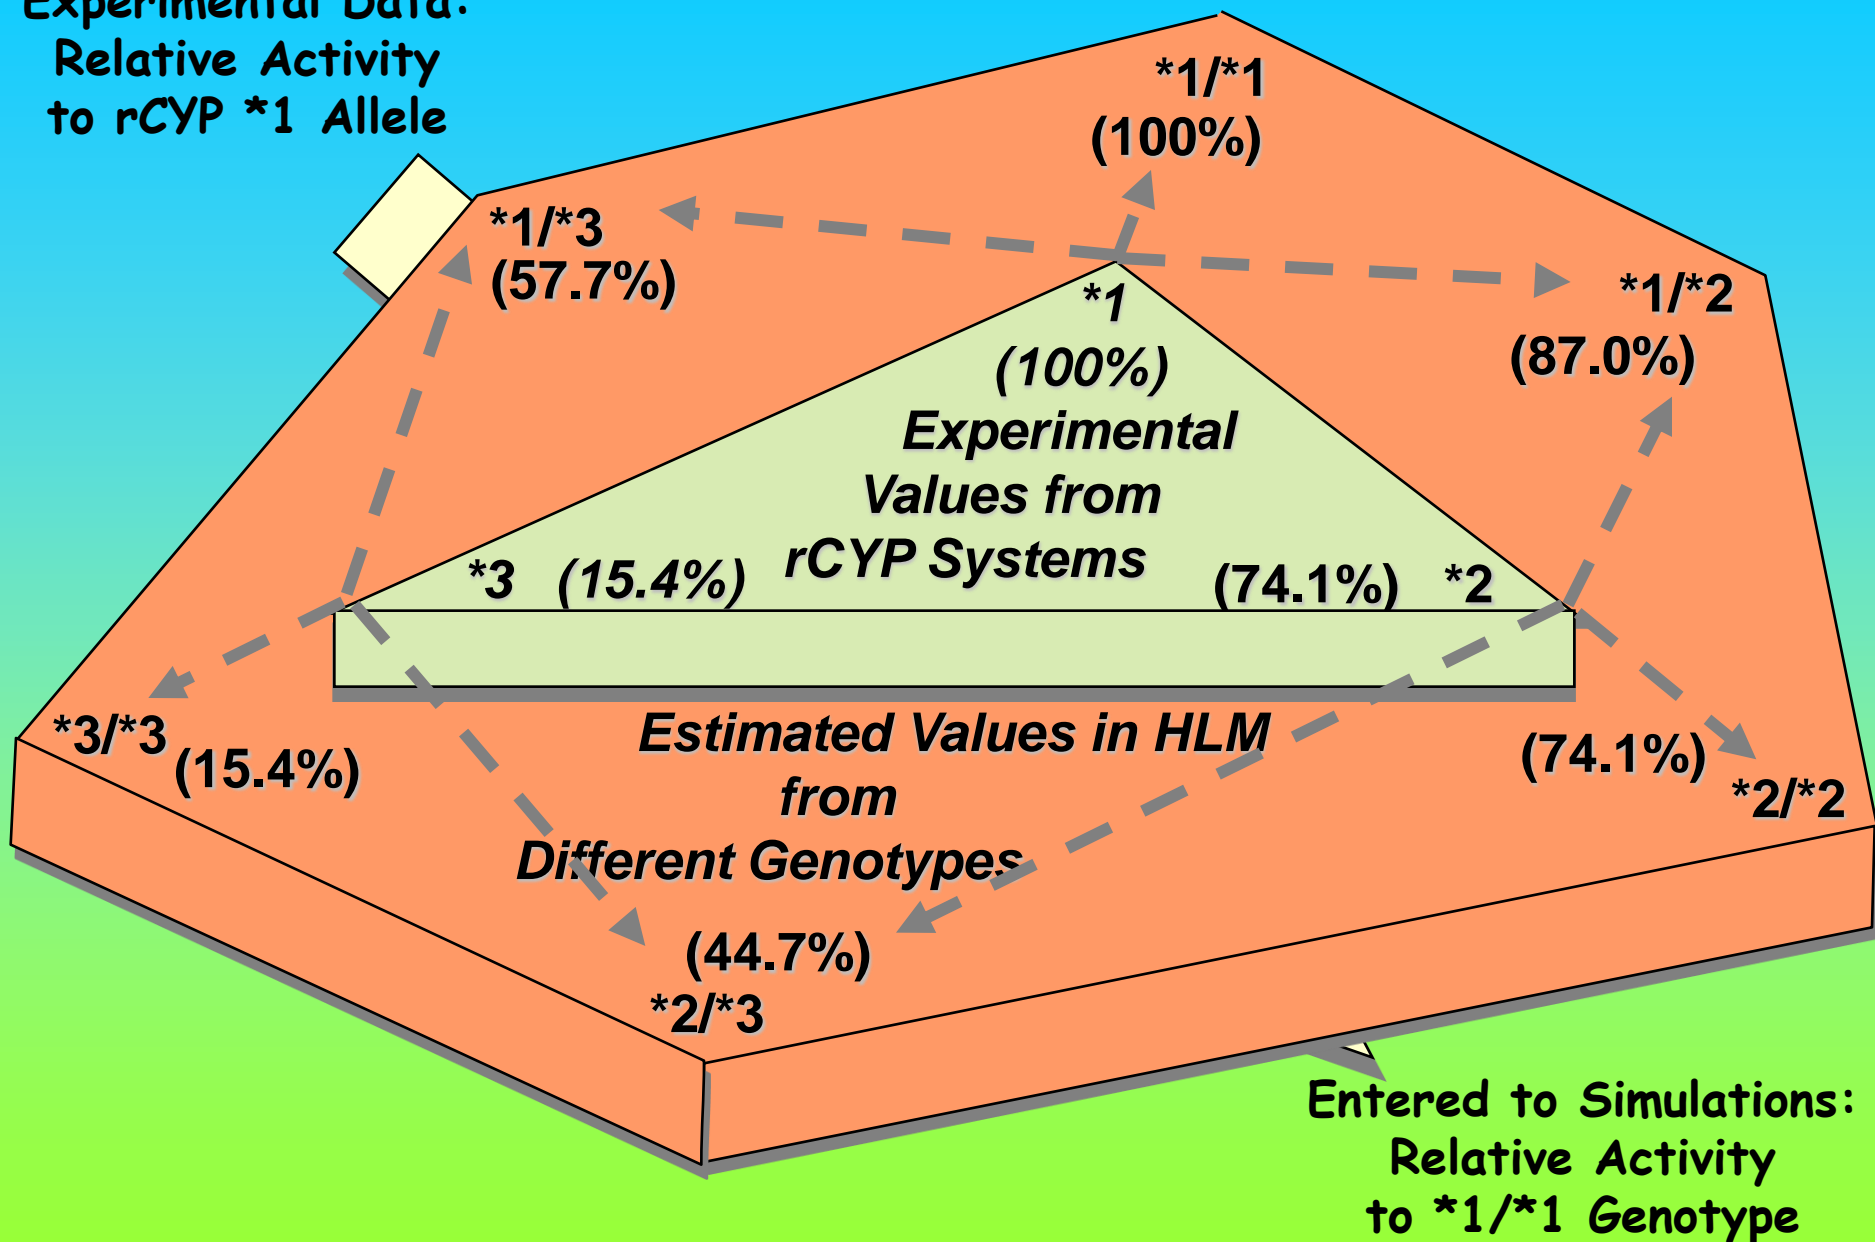 Experimental Data:
Relative Activity
to rCYP *1 Allele
*1/*1
(100%)
*1/*3
(57.7%)
*1/*2
(87.0%)
*1
(100%)
Experimental
Values from
rCYP Systems
*3 (15.4%)
(74.1%) *2
Estimated Values in HLM
from
Different Genotypes
*3/*3
(15.4%)
(74.1%)
*2/*2
(44.7%)
*2/*3
Entered to Simulations:
Relative Activity
to *1/*1 Genotype